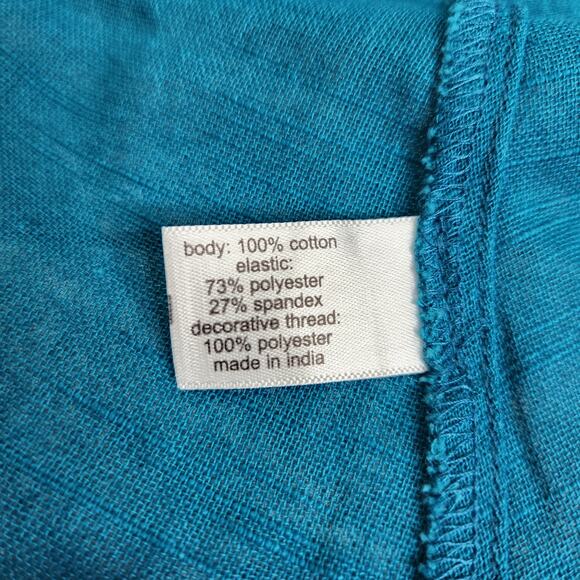 body: 100% cotton
elastic:
73% polyester
27% spandex
decorative thread:
100% polyester
made in india